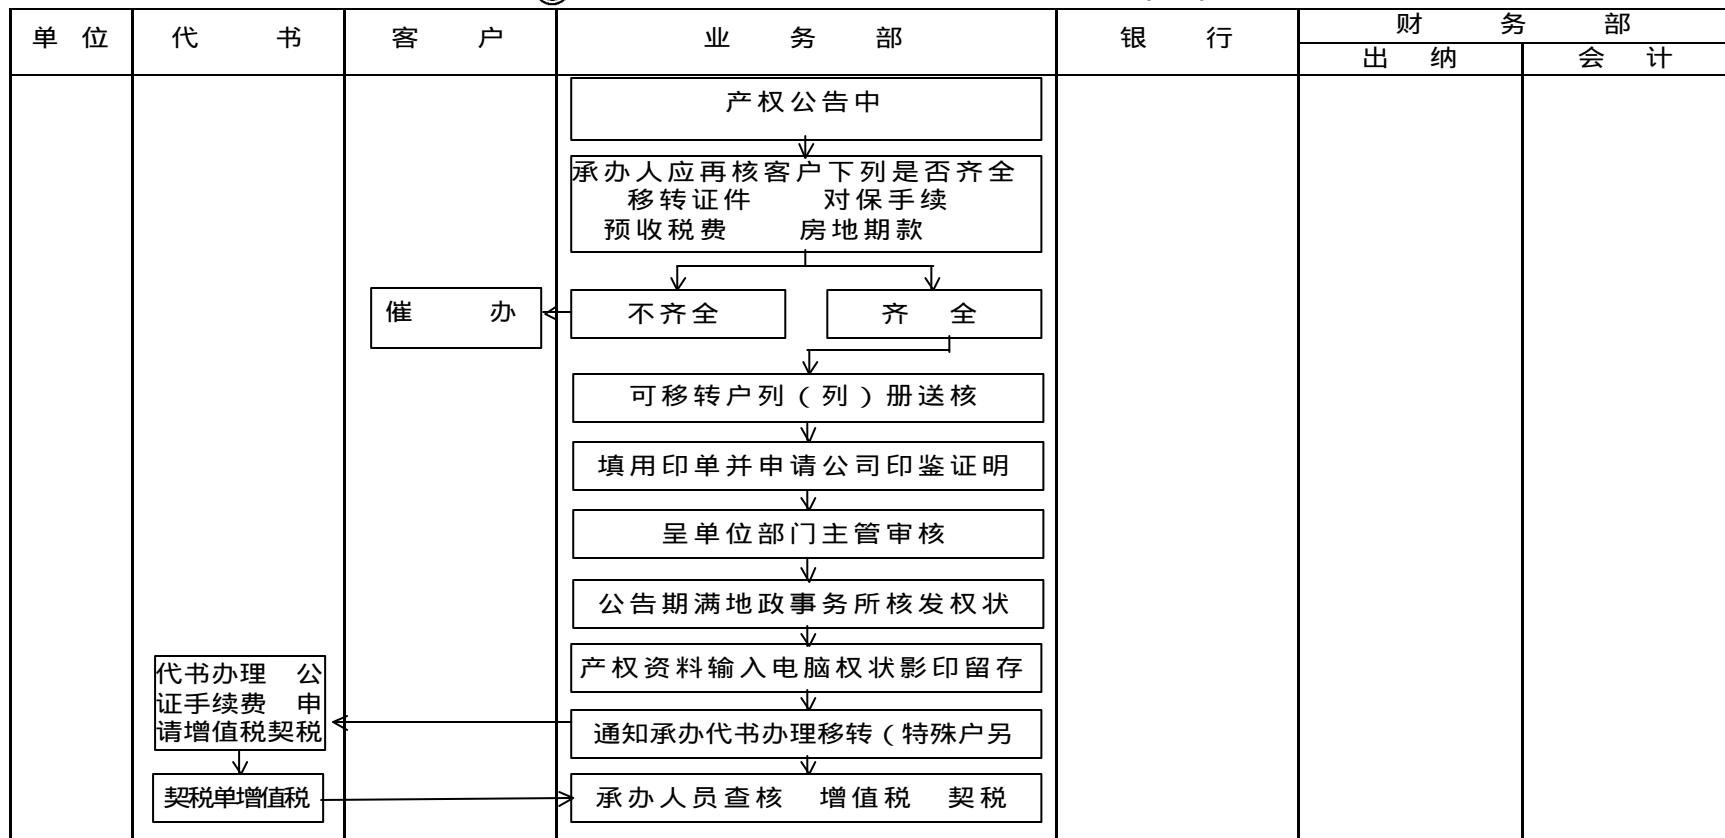 单 位 代 书 客 户 业 务 部 银 行 财 务 部
出 纳 会 计
产权公告中
承办人应再核客户下列是否齐全
移转证件 对保手续
预收税费 房地期款
催 办 不齐全 齐 全
可移转户列(列)册送核
填用印单并申请公司印鉴证明
呈单位部门主管审核
公告期满地政事务所核发权状
产权资料输入电脑权状影印留存
代书办理 公
证手续费 申
请增值税契税
通知承办代书办理移转(特殊户另
契税单增值税 承办人员查核 增值税 契税